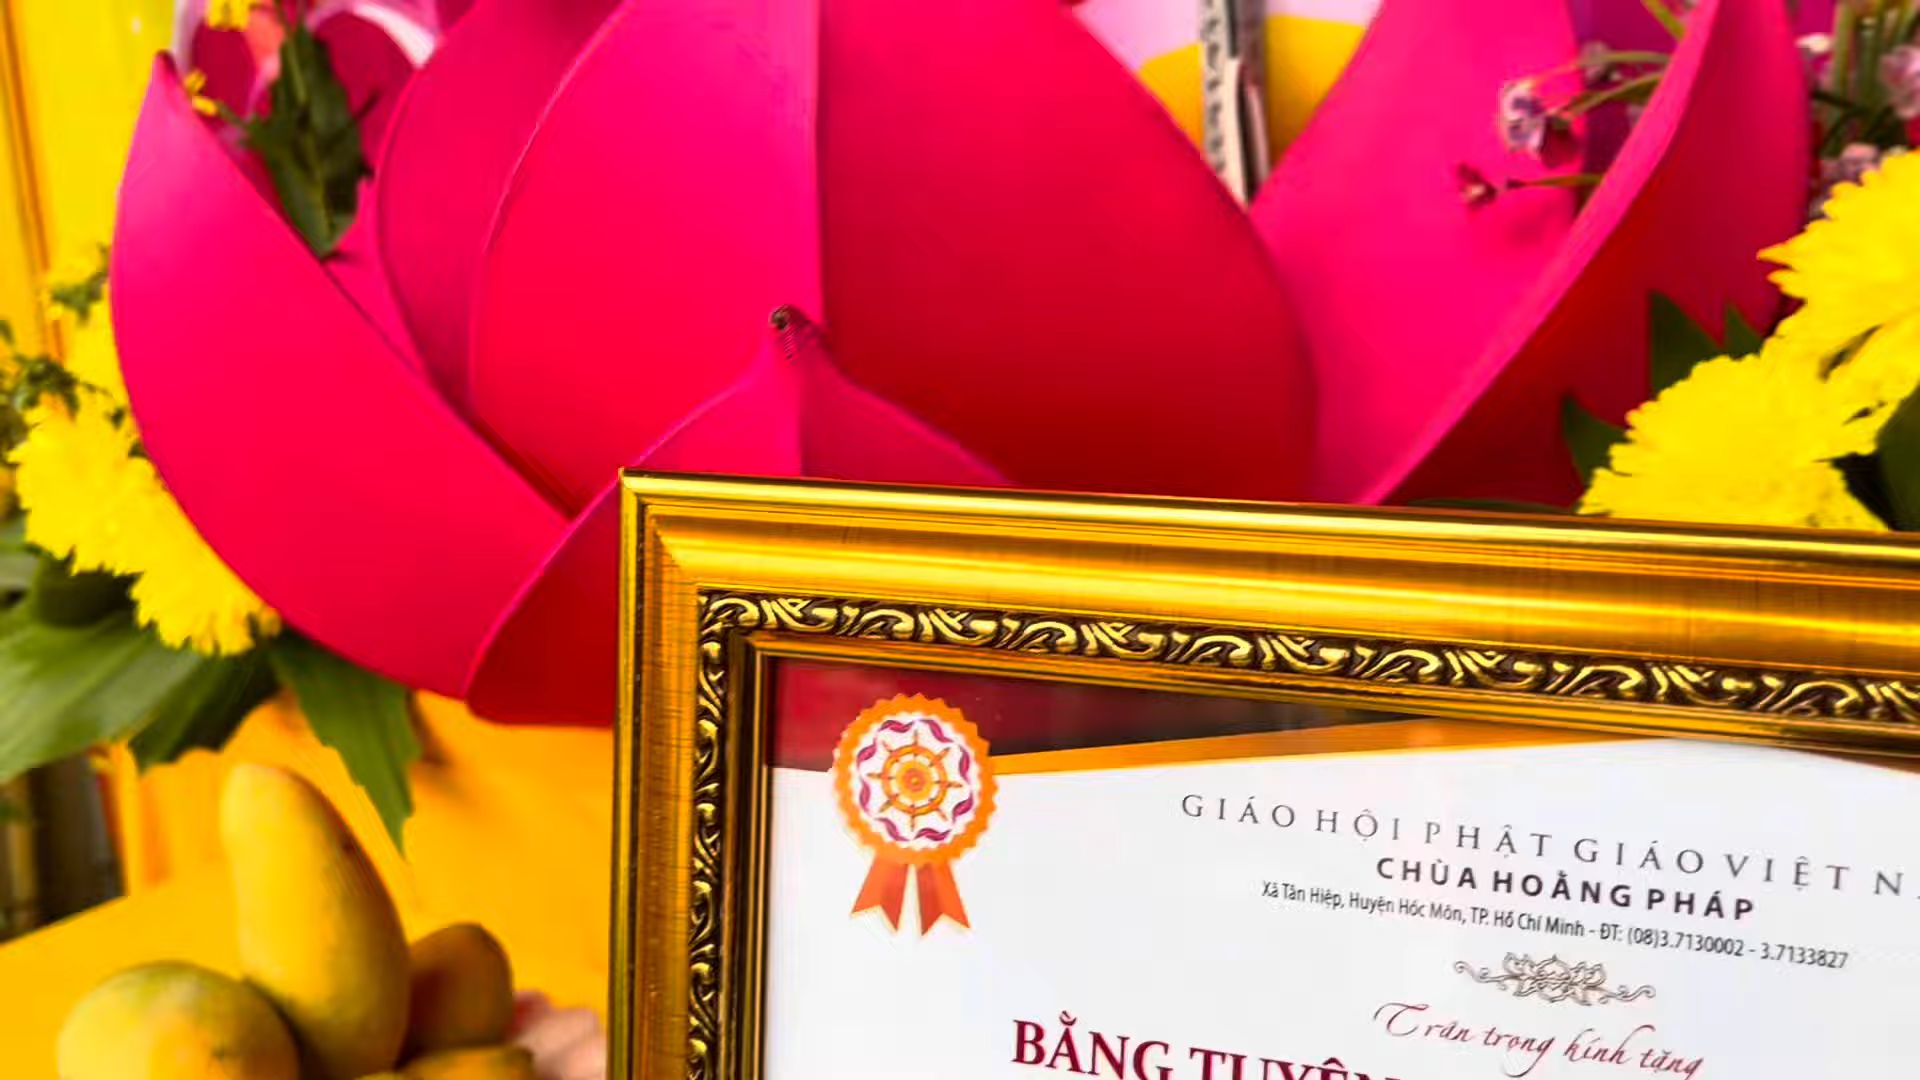 GIÁO HỘI PHẬT GIÁO VIỆT
CHÙA HOẰNG PHÁP
Xã Tân Hiệp, Huyện Hóc Môn, TP. Hồ Chí Minh - ĐT: (08)3.7130002 - 3.7133827
Trân trọng kính tặng
BẰNG TUYÊN